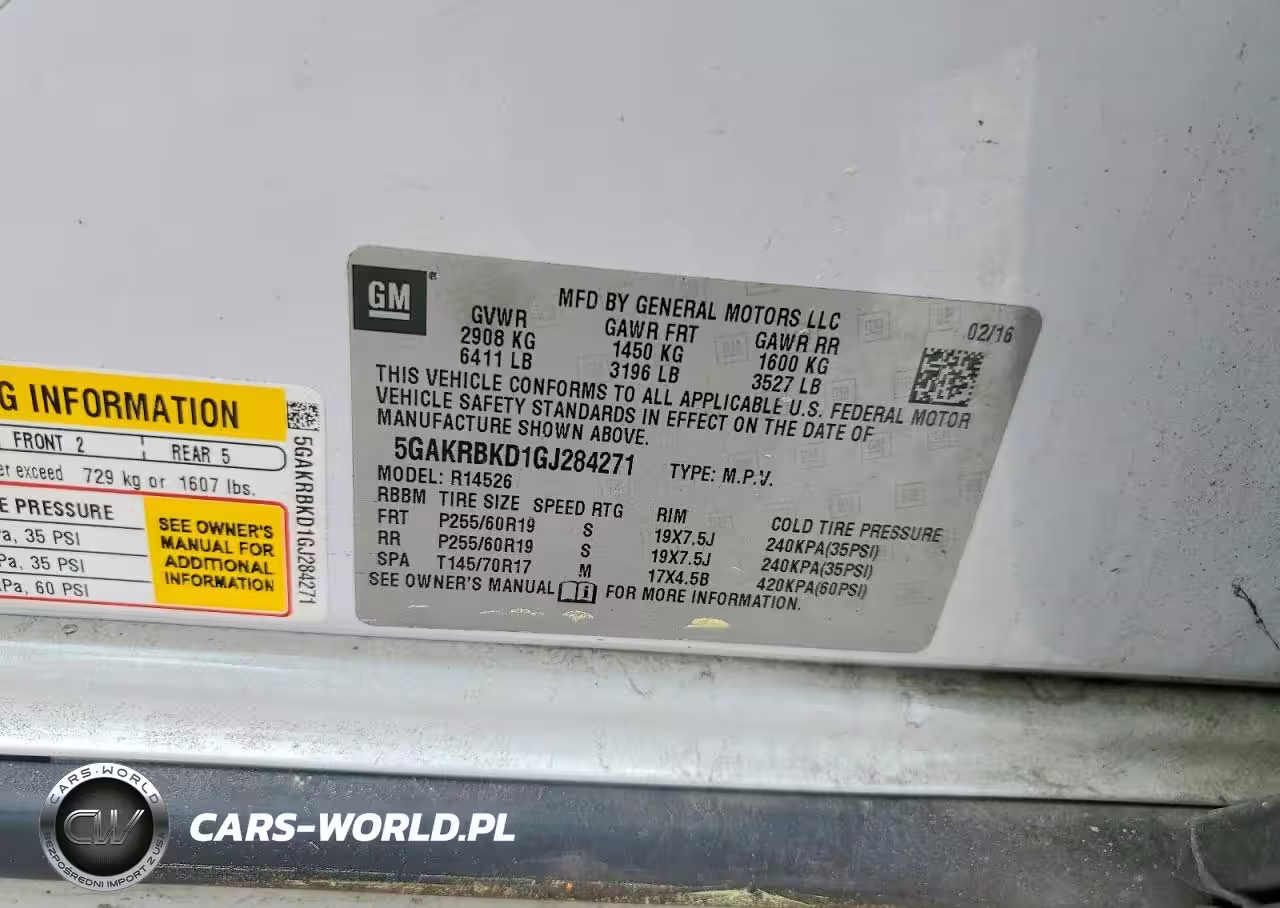 GM
®
MFD BY GENERAL MOTORS LLC
02/16
GVWR GAWR FRT GAWR RR
2908 KG 1450 KG 1600 KG
6411 LB 3196 LB 3527 LB
THIS VEHICLE CONFORMS TO ALL APPLICABLE U.S. FEDERAL MOTOR
VEHICLE SAFETY STANDARDS IN EFFECT ON THE DATE OF
MANUFACTURE SHOWN ABOVE.
5GAKRBKD1GJ284271 TYPE: M.P.V.
MODEL: R14526
RBBM TIRE SIZE SPEED RTG RIM COLD TIRE PRESSURE
FRT P255/60R19 S 19X7.5J 240KPA(35PSI)
RR P255/60R19 S 19X7.5J 240KPA(35PSI)
SPA T145/70R17 M 17X4.5B 420KPA(60PSI)
SEE OWNER'S MANUAL FOR MORE INFORMATION.
G INFORMATION
FRONT 2 REAR 5
er exceed 729 kg or 1607 lbs.
E PRESSURE
a, 35 PSI
Pa, 35 PSI
Pa, 60 PSI
SEE OWNER'S
MANUAL FOR
ADDITIONAL
INFORMATION
5GAKRBKD1GJ284271
CARS-WORLD
CW
BEZPOŚREDNI IMPORT Z USA
CARS-WORLD.PL